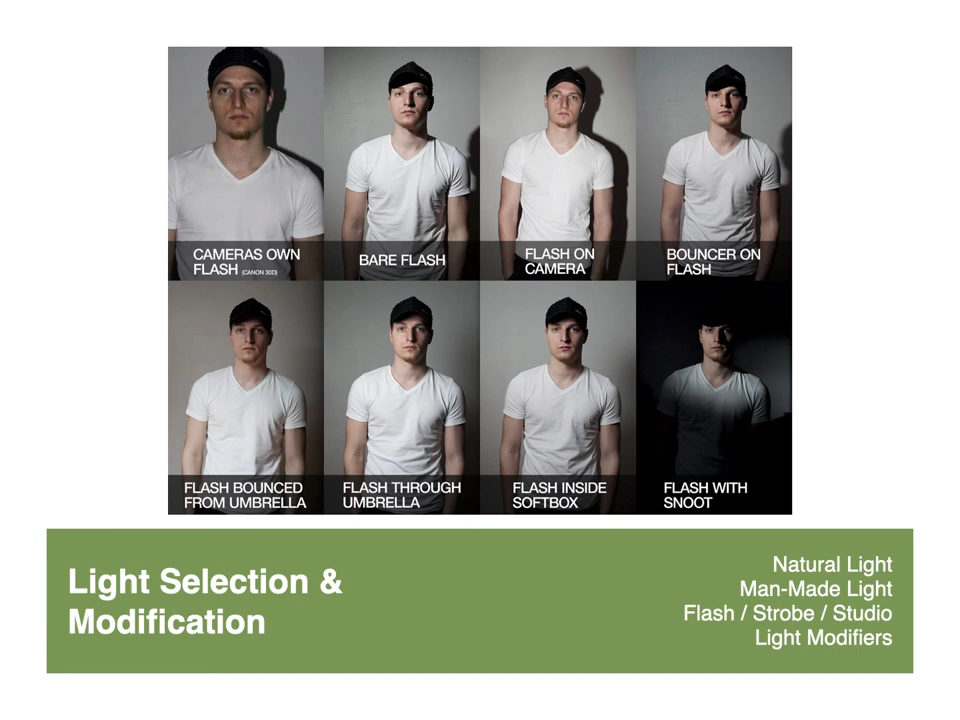 CAMERAS OWN
FLASH (CANON 30D)
BARE FLASH
FLASH ON
CAMERA
BOUNCER ON
FLASH
FLASH BOUNCED
FROM UMBRELLA
FLASH THROUGH
UMBRELLA
FLASH INSIDE
SOFTBOX
FLASH WITH
SNOOT
Light Selection &
Modification
Natural Light
Man-Made Light
Flash / Strobe / Studio
Light Modifiers